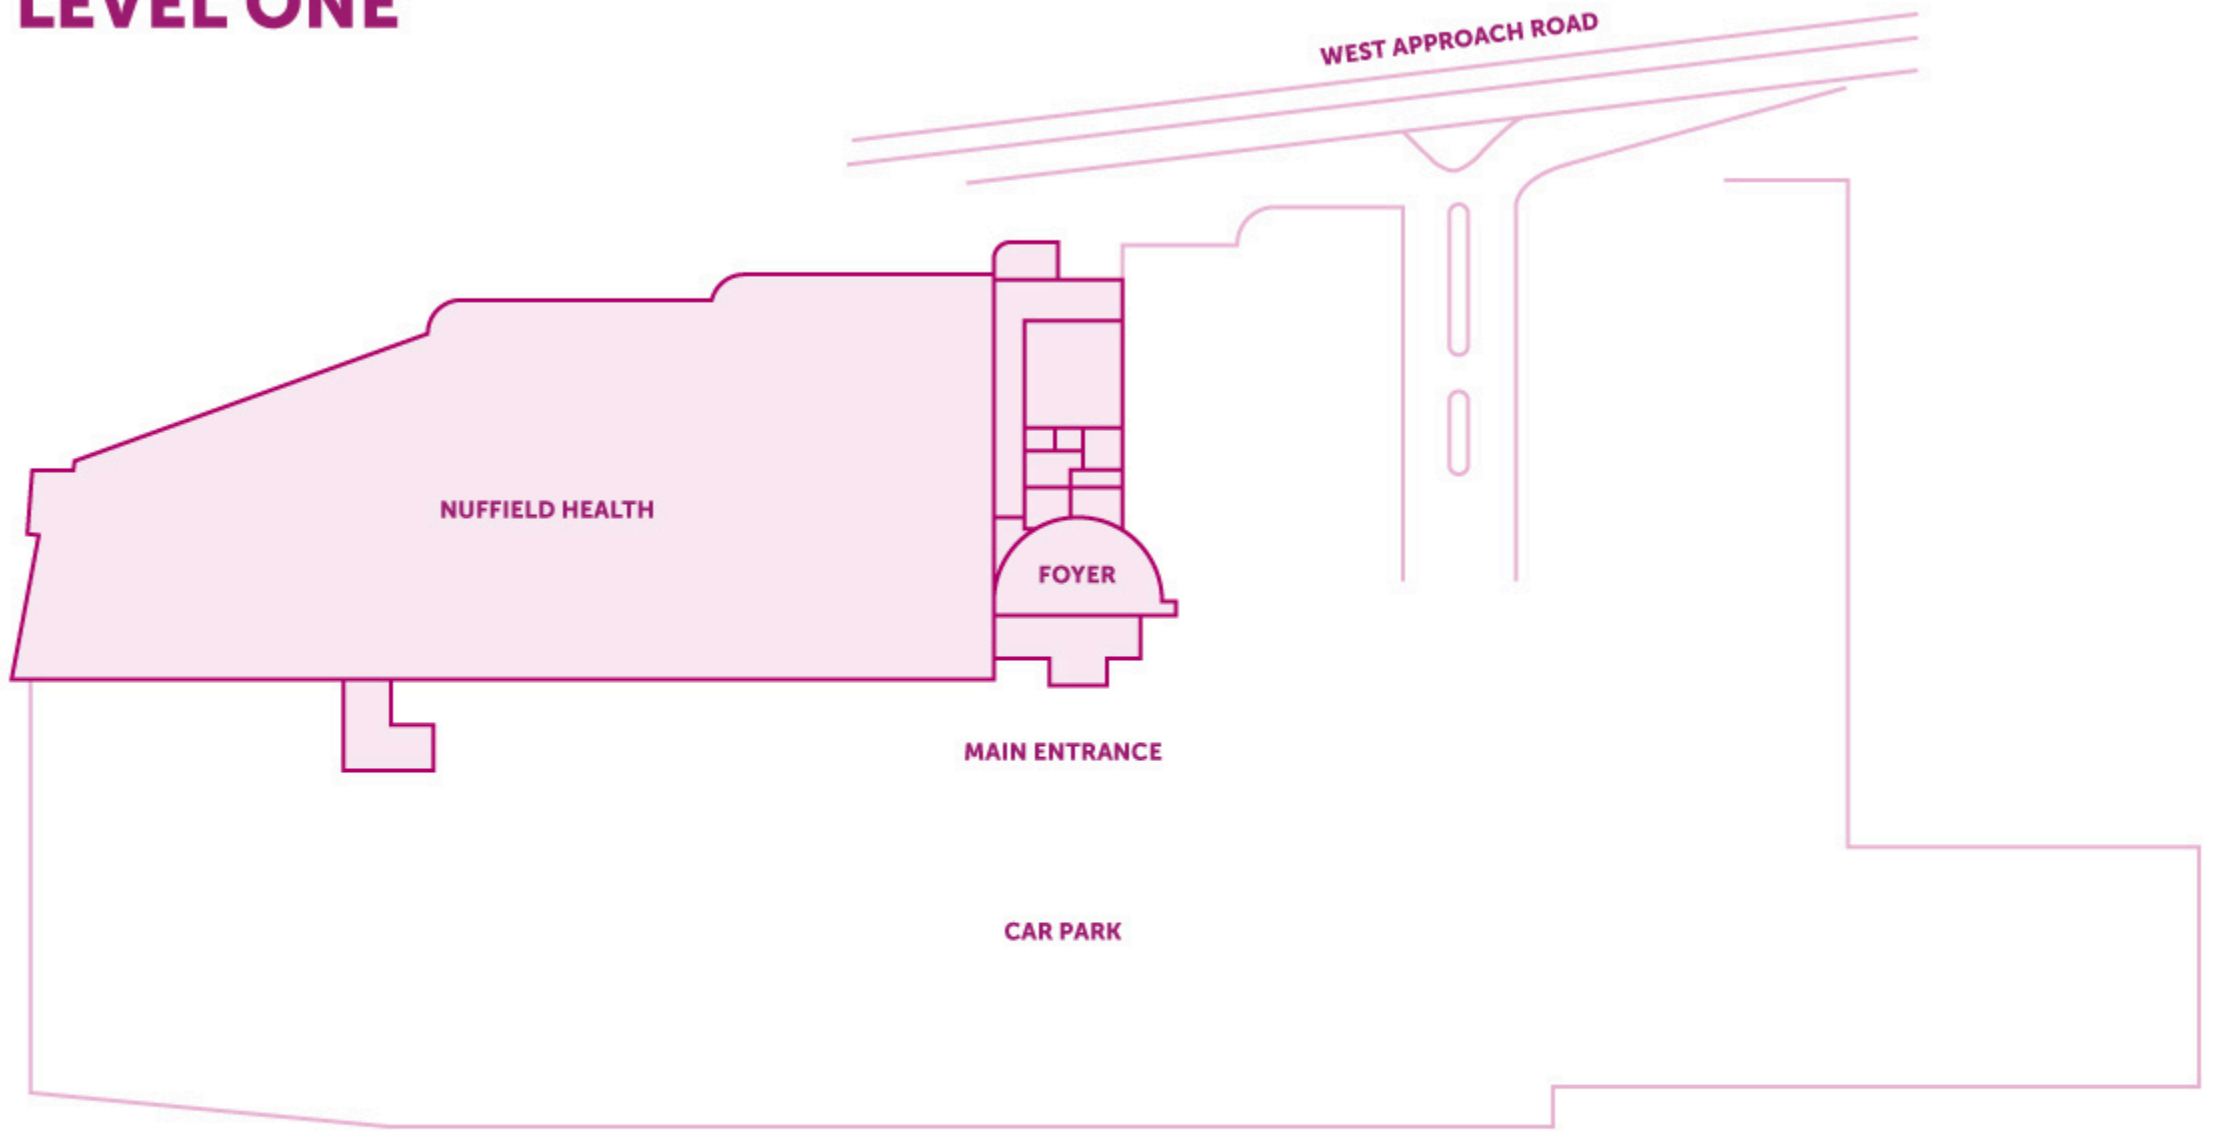 LEVEL ONE
WEST APPROACH ROAD
NUFFIELD HEALTH
FOYER
MAIN ENTRANCE
CAR PARK